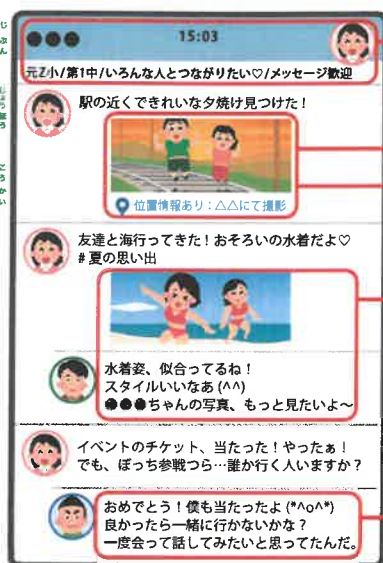 ●●●
15:03
元Z小/第1中/いろんな人とつながりたい♡/メッセージ歓迎
駅の近くできれいな夕焼け見つけた！
位置情報あり：△△にて撮影
友達と海行ってきた！おそろいの水着だよ♡
#夏の思い出
水着姿、似合ってるね！
スタイルいいなあ(^^)
●●●ちゃんの写真、もっと見たいよ〜
イベントのチケット、当たった！やったぁ！
でも、ぼっち参戦つら…誰か行く人いますか？
おめでとう！僕も当たったよ(*^o^*)
良かったら一緒に行かないかな？
一度会って話してみたいと思ってたんだ。